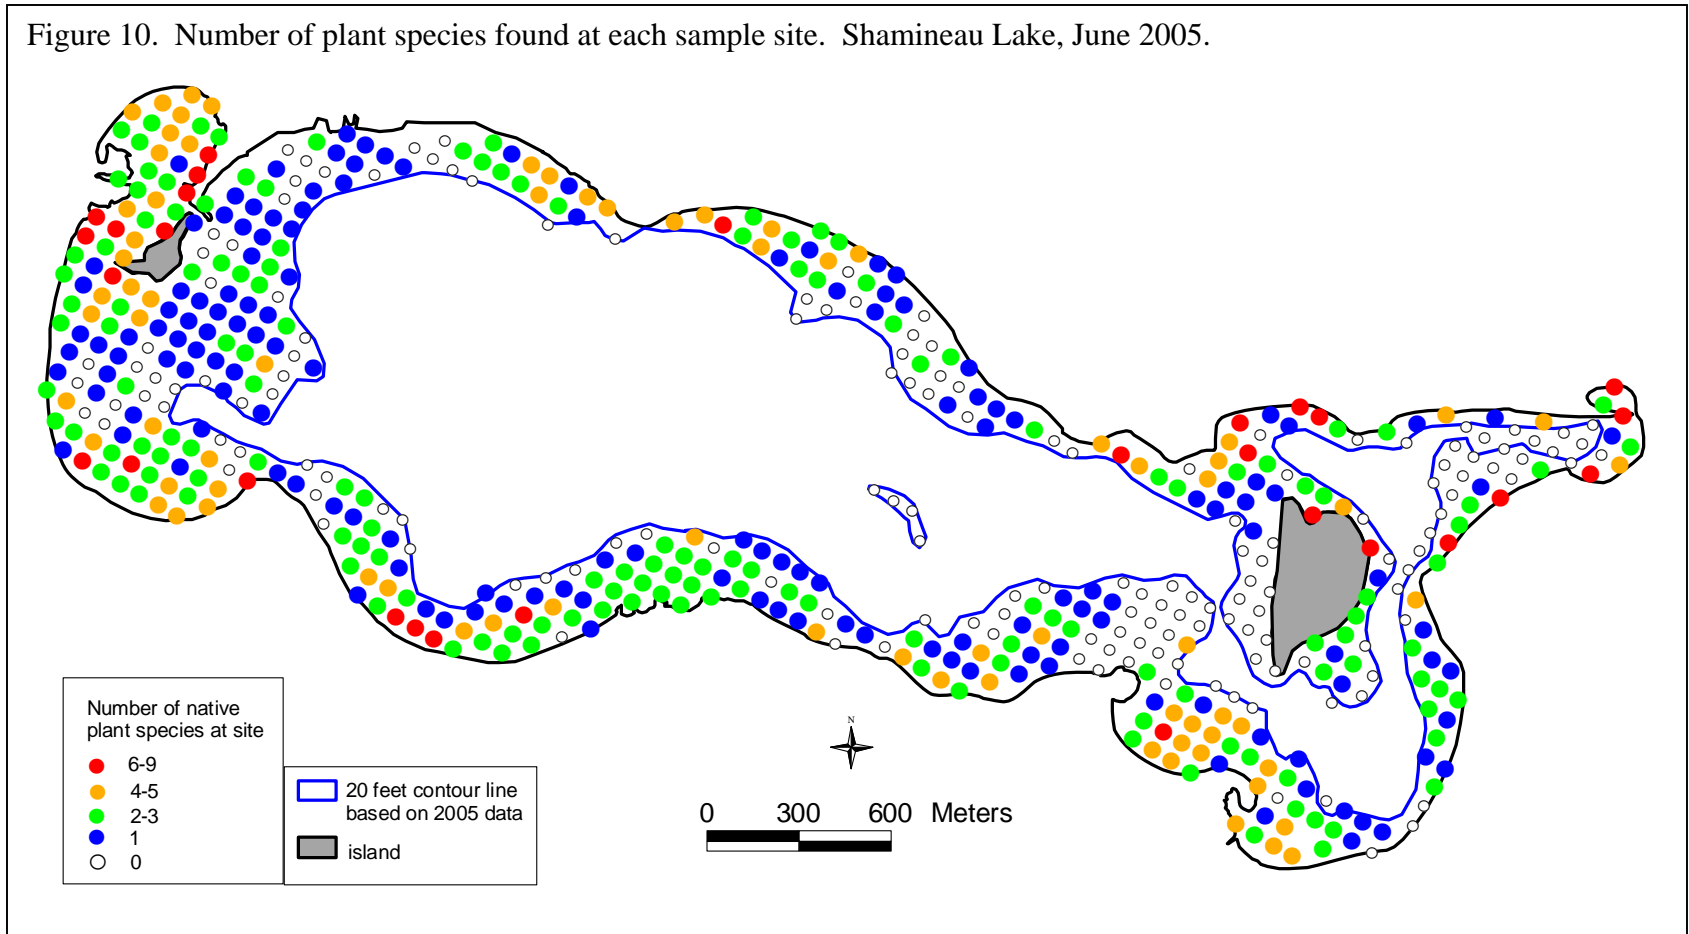 Figure 10.  Number of plant species found at each sample site.  Shamineau Lake, June 2005.
N
Number of native
plant species at site
6-9
4-5
2-3
1
0
20 feet contour line
based on 2005 data
island
0 300 600 Meters